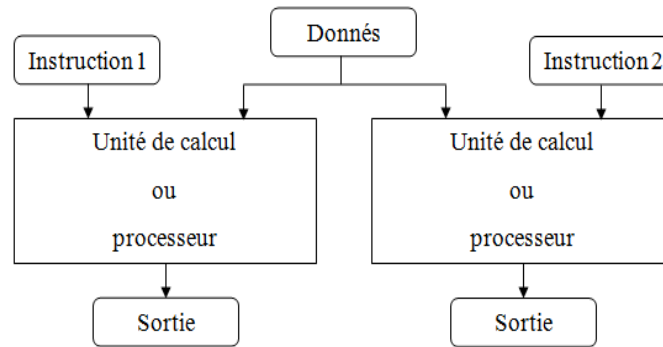 Donnés
Instruction 1
Instruction 2
Unité de calcul
ou
processeur
Unité de calcul
ou
processeur
Sortie
Sortie